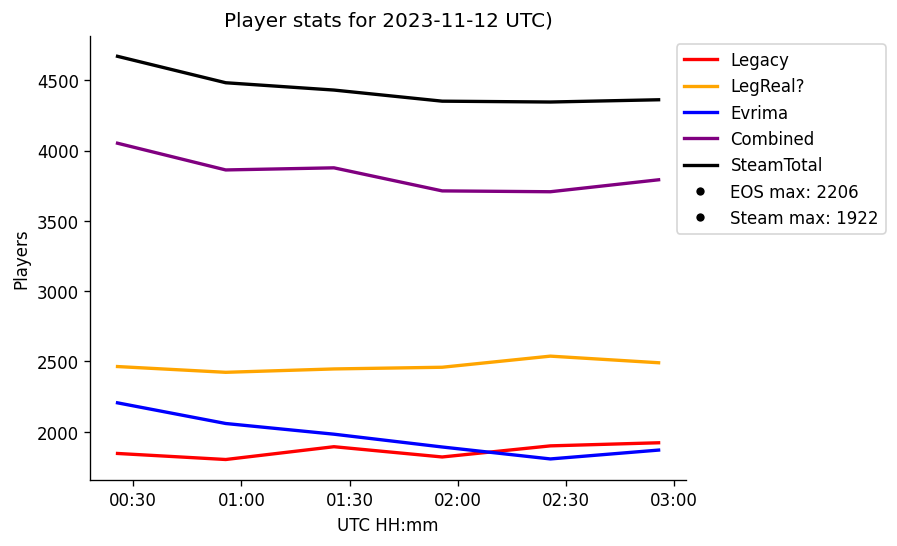 Player stats for 2023-11-12 UTC)
Legacy
LegReal?
Evrima
Combined
SteamTotal
EOS max: 2206
Steam max: 1922
Players
4500
4000
3500
3000
2500
2000
00:30 01:00 01:30 02:00 02:30 03:00
UTC HH:mm